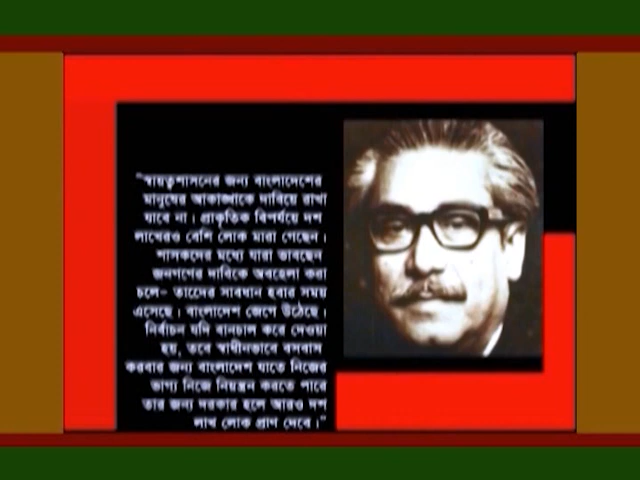 "স্বায়ত্বশাসনের জন্য বাংলাদেশের
মানুষের আকাঙ্খাকে দাবিয়ে রাখা
যাবে না। প্রাকৃতিক বিপর্যয়ে দশ
লাখেরও বেশি লোক মারা গেছেন।
শাসকদের মধ্যে যারা ভাবছেন
জনগণের দাবিকে অবহেলা করা
চলে- তাদের সাবধান হবার সময়
এসেছে। বাংলাদেশ জেগে উঠেছে।
নির্বাচন যদি বানচাল করে দেওয়া
হয়, তবে স্বাধীনভাবে বসবাস
করবার জন্য বাংলাদেশ যাতে নিজের
ভাগ্য নিজে নিয়ন্ত্রন করতে পারে
তার জন্য দরকার হলে আরও দশ
লাখ লোক প্রাণ দেবে।"